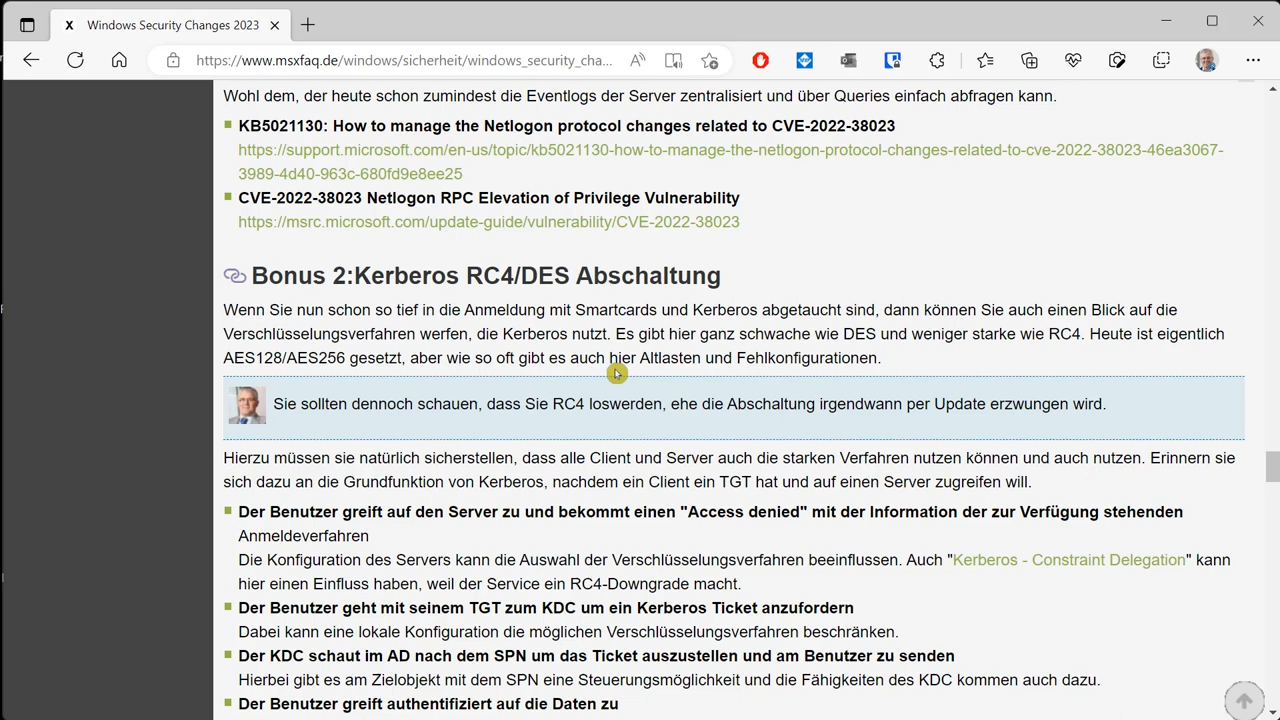 X Windows Security Changes 2023
https://www.msxfaq.de/windows/sicherheit/windows_security_cha...
Wohl dem, der heute schon zumindest die Eventlogs der Server zentralisiert und über Queries einfach abfragen kann.
KB5021130: How to manage the Netlogon protocol changes related to CVE-2022-38023
https://support.microsoft.com/en-us/topic/kb5021130-how-to-manage-the-netlogon-protocol-changes-related-to-cve-2022-38023-46ea3067-
3989-4d40-963c-680fd9e8ee25
CVE-2022-38023 Netlogon RPC Elevation of Privilege Vulnerability
https://msrc.microsoft.com/update-guide/vulnerability/CVE-2022-38023
Bonus 2:Kerberos RC4/DES Abschaltung
Wenn Sie nun schon so tief in die Anmeldung mit Smartcards und Kerberos abgetaucht sind, dann können Sie auch einen Blick auf die
Verschlüsselungsverfahren werfen, die Kerberos nutzt. Es gibt hier ganz schwache wie DES und weniger starke wie RC4. Heute ist eigentlich
AES128/AES256 gesetzt, aber wie so oft gibt es auch hier Altlasten und Fehlkonfigurationen.
Sie sollten dennoch schauen, dass Sie RC4 loswerden, ehe die Abschaltung irgendwann per Update erzwungen wird.
Hierzu müssen sie natürlich sicherstellen, dass alle Client und Server auch die starken Verfahren nutzen können und auch nutzen. Erinnern sie
sich dazu an die Grundfunktion von Kerberos, nachdem ein Client ein TGT hat und auf einen Server zugreifen will.
Der Benutzer greift auf den Server zu und bekommt einen "Access denied" mit der Information der zur Verfügung stehenden
Anmeldeverfahren
Die Konfiguration des Servers kann die Auswahl der Verschlüsselungsverfahren beeinflussen. Auch "Kerberos - Constraint Delegation" kann
hier einen Einfluss haben, weil der Service ein RC4-Downgrade macht.
Der Benutzer geht mit seinem TGT zum KDC um ein Kerberos Ticket anzufordern
Dabei kann eine lokale Konfiguration die möglichen Verschlüsselungsverfahren beschränken.
Der KDC schaut im AD nach dem SPN um das Ticket auszustellen und am Benutzer zu senden
Hierbei gibt es am Zielobjekt mit dem SPN eine Steuerungsmöglichkeit und die Fähigkeiten des KDC kommen auch dazu.
Der Benutzer greift authentifiziert auf die Daten zu